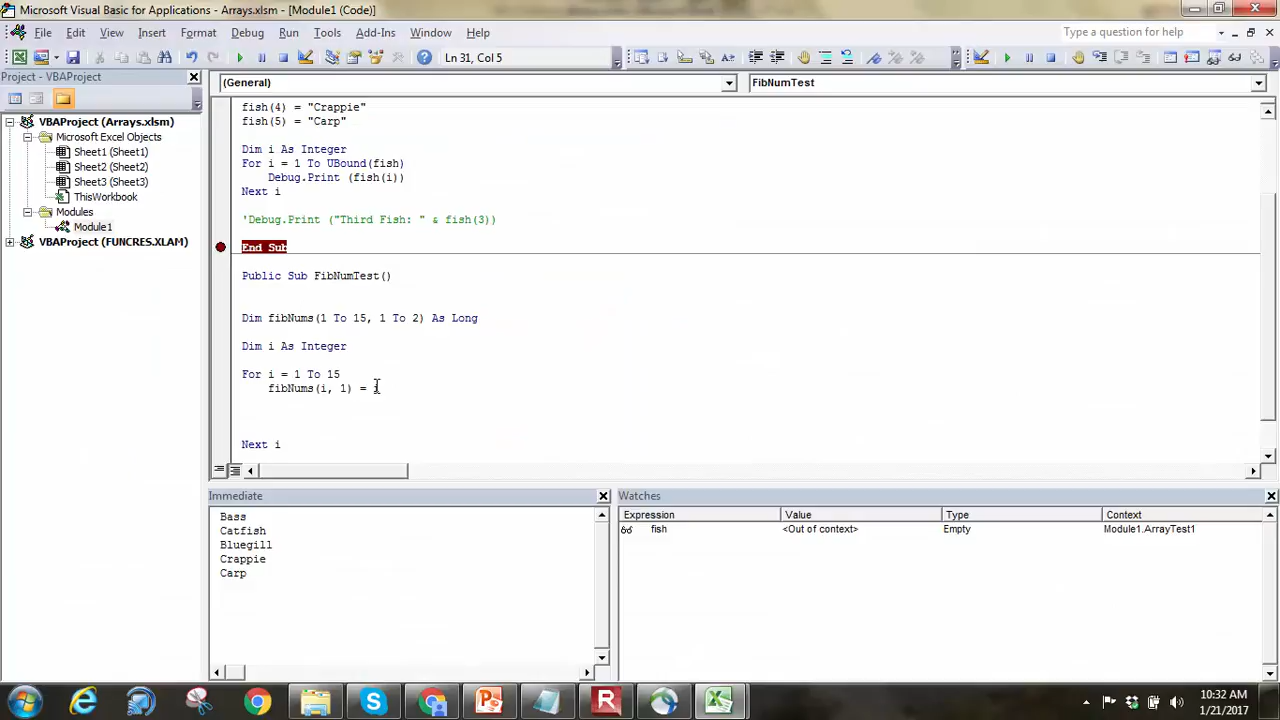 Microsoft Visual Basic for Applications - Arrays.xlsm - [Module1 (Code)]
File Edit View Insert Format Debug Run Tools Add-Ins Window Help
Type a question for help
Ln 31, Col 5
Project - VBAProject
(General)
FibNumTest
VBAProject (Arrays.xlsm)
Microsoft Excel Objects
Sheet1 (Sheet1)
Sheet2 (Sheet2)
Sheet3 (Sheet3)
ThisWorkbook
Modules
Module1
VBAProject (FUNCRES.XLAM)
fish(4) = "Crappie"
fish(5) = "Carp"
Dim i As Integer
For i = 1 To UBound(fish)
Debug.Print (fish(i))
Next i
'Debug.Print ("Third Fish: " & fish(3))
End Sub
Public Sub FibNumTest()
Dim fibNums(1 To 15, 1 To 2) As Long
Dim i As Integer
For i = 1 To 15
fibNums(i, 1) =
Next i
Immediate
Bass
Catfish
Bluegill
Crappie
Carp
Watches
Expression Value Type Context
fish <Out of context> Empty Module1.ArrayTest1
10:32 AM
1/21/2017